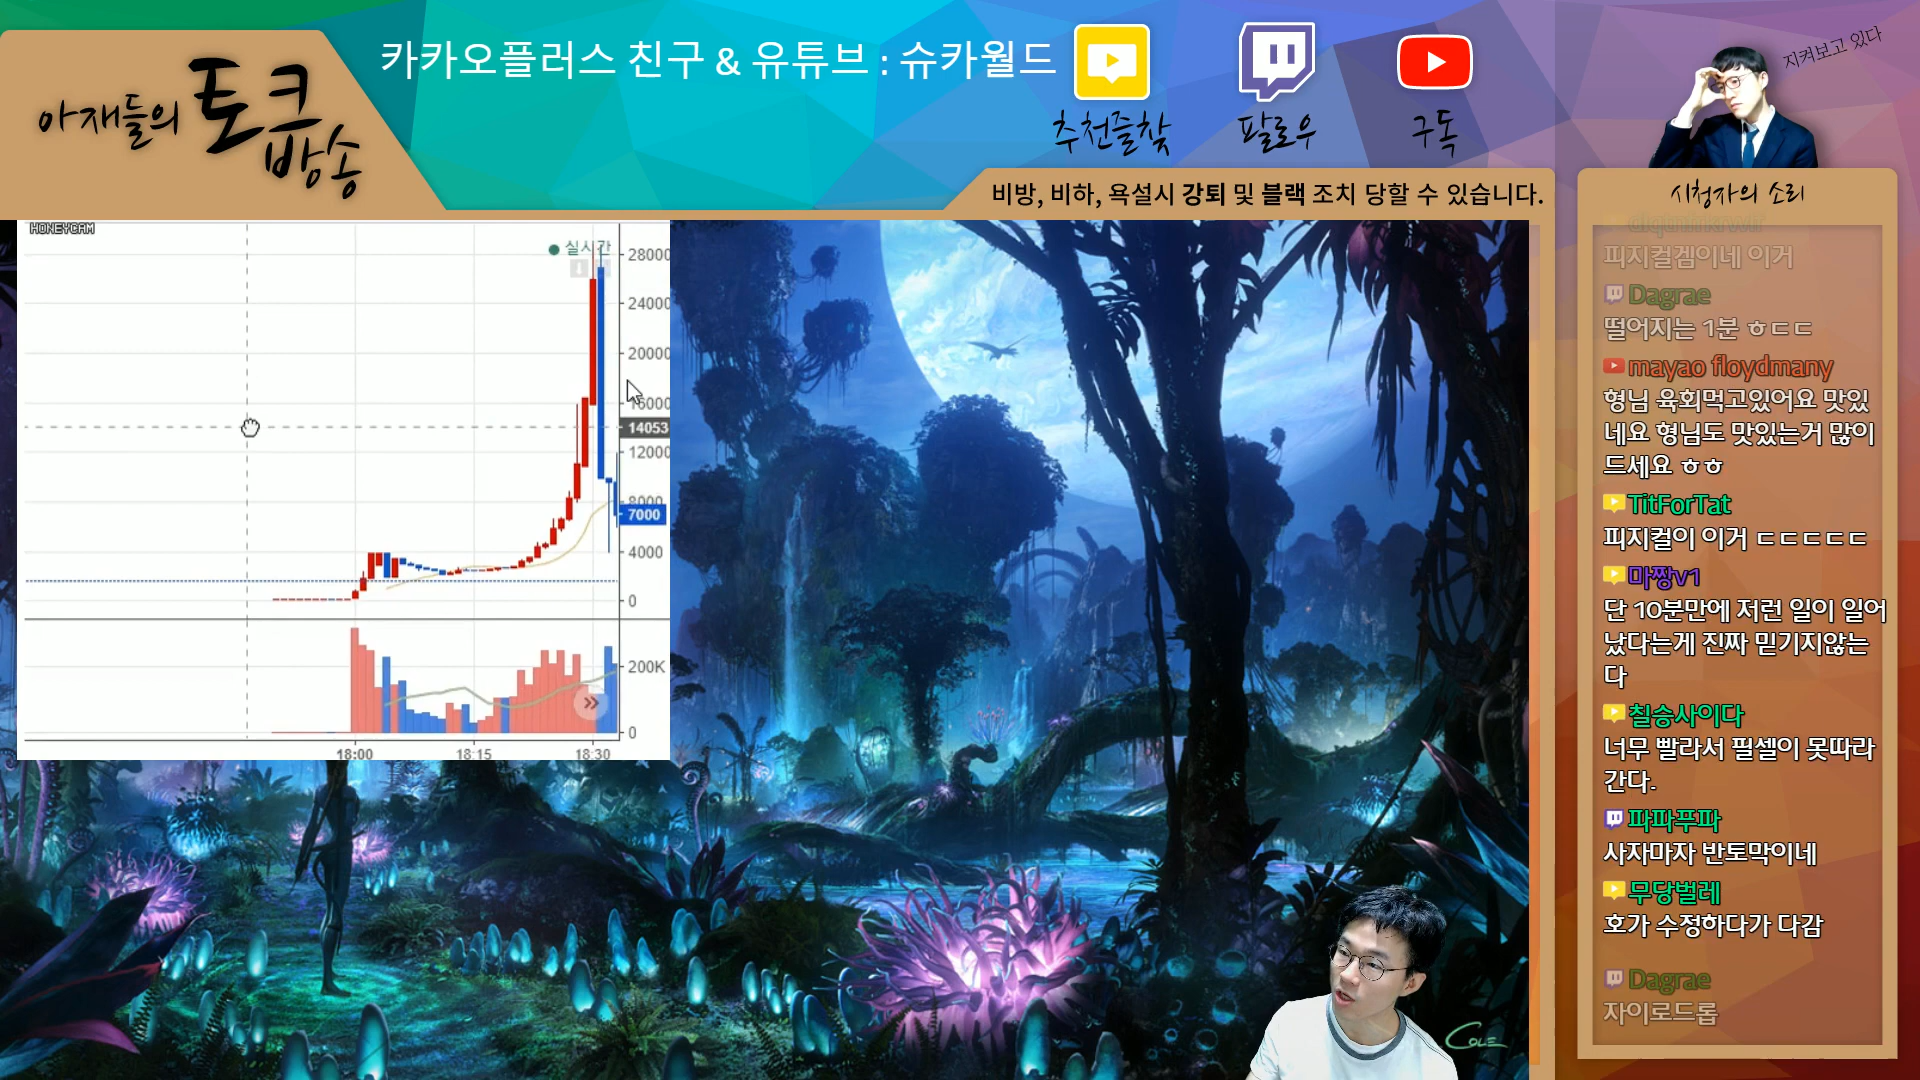 아재들의 토크
방송
카카오플러스 친구 & 유튜브 : 슈카월드
추천즐찾
팔로우
구독
지켜보고 있다
비방, 비하, 욕설시 강퇴 및 블랙 조치 당할 수 있습니다.
시청자의 소리
HONEYCAM
실시간
28000
24000
20000
16000
14053
12000
8000
7000
4000
0
200K
0
18:00
18:15
18:30
피지컬겜이네 이거
Dagrae
떨어지는 1분 ㅎㄷㄷ
mayao floydmany
형님 육회먹고있어요 맛있
네요 형님도 맛있는거 많이
드세요 ㅎㅎ
TitForTat
피지컬이 이거 ㄷㄷㄷㄷㄷ
마짱v1
단 10분만에 저런 일이 일어
났다는게 진짜 믿기지않는
다
칠승사이다
너무 빨라서 필셀이 못따라
간다.
파파푸파
사자마자 반토막이네
무당벌레
호가 수정하다가 다감
Dagrae
자이로드롭
COLE